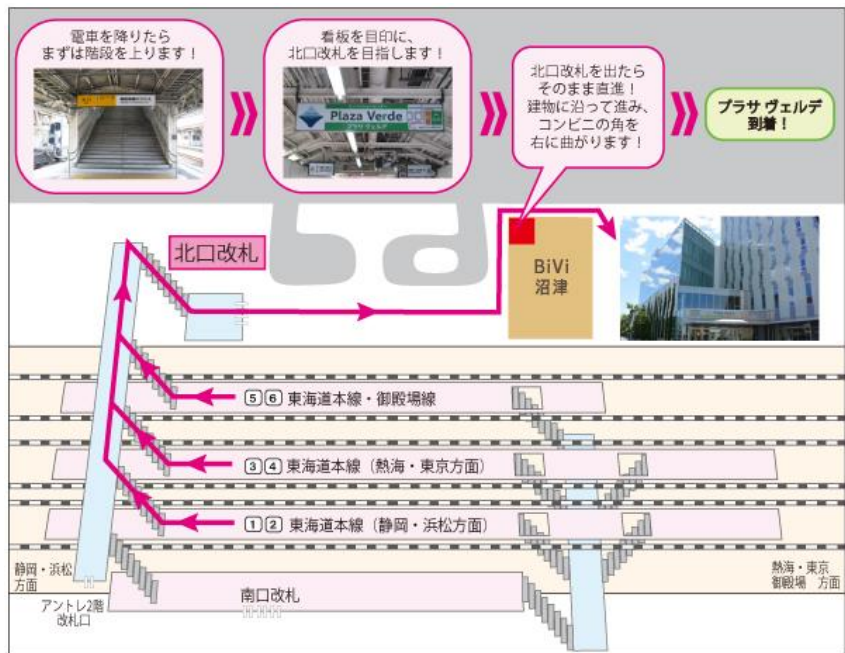 電車を降りたら
まずは階段を上ります！
看板を目印に、
北口改札を目指します！
Plaza Verde
プラサ ヴェルデ
北口改札を出たら
そのまま直進！
建物に沿って進み、
コンビニの角を
右に曲がります！
プラサ ヴェルデ
到着！
北口改札
BiVi
沼津
5 6 東海道本線・御殿場線
3 4 東海道本線（熱海・東京方面）
1 2 東海道本線（静岡・浜松方面）
静岡・浜松
方面
熱海・東京
御殿場 方面
アントレ2階
改札口
南口改札